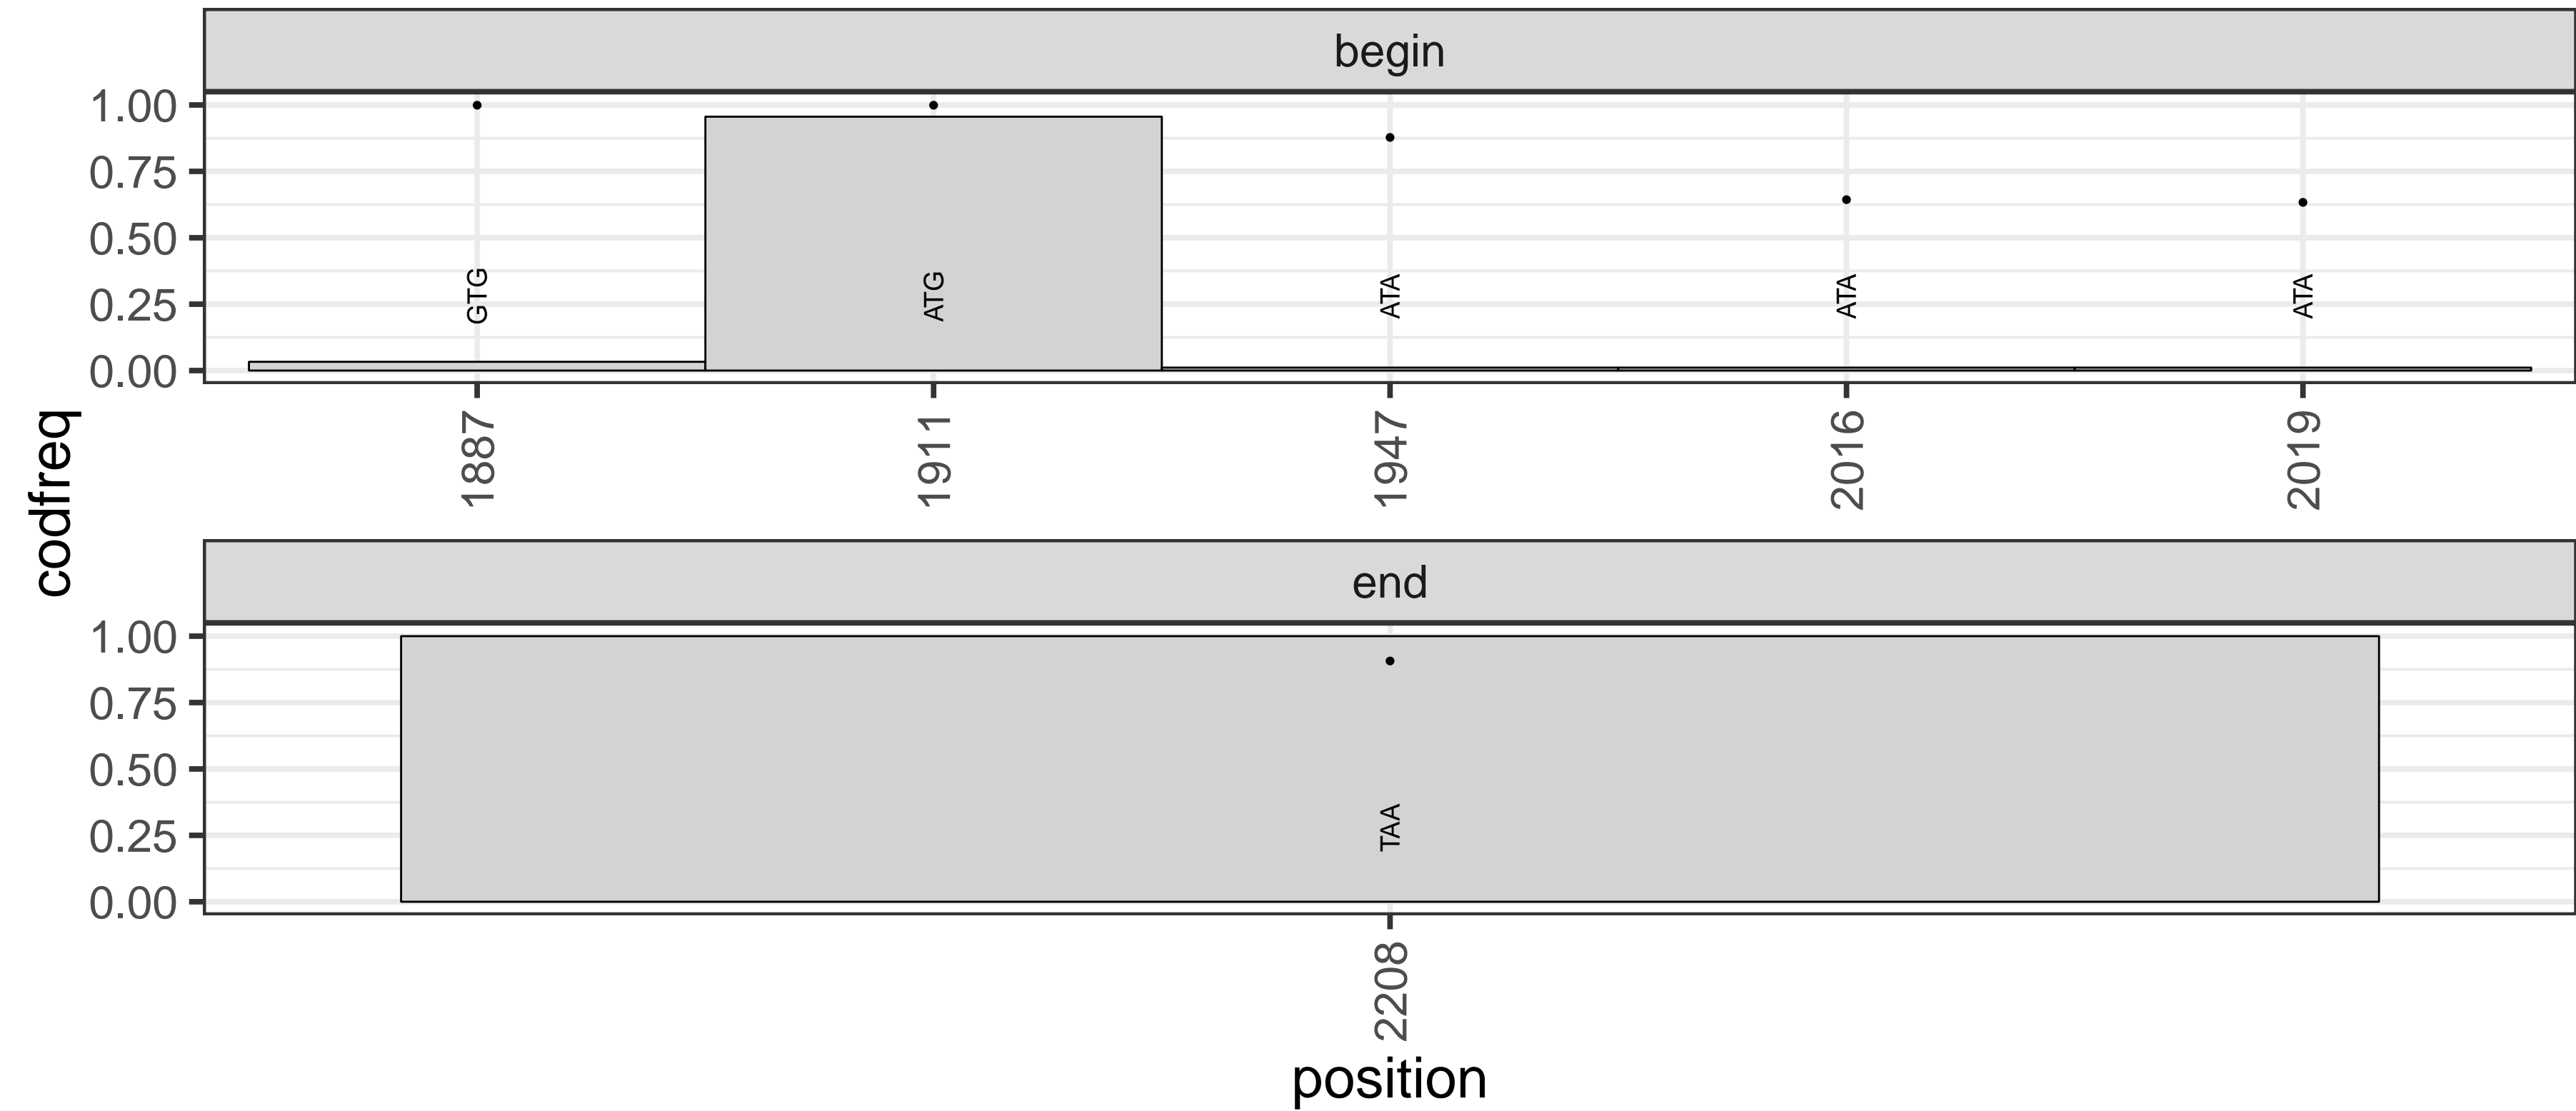 begin
1.00
0.75
0.50
0.25
0.00
GTG
ATG
ATA
ATA
ATA
1887
1911
1947
2016
2019
codfreq
end
1.00
0.75
0.50
0.25
0.00
TAA
2208
position